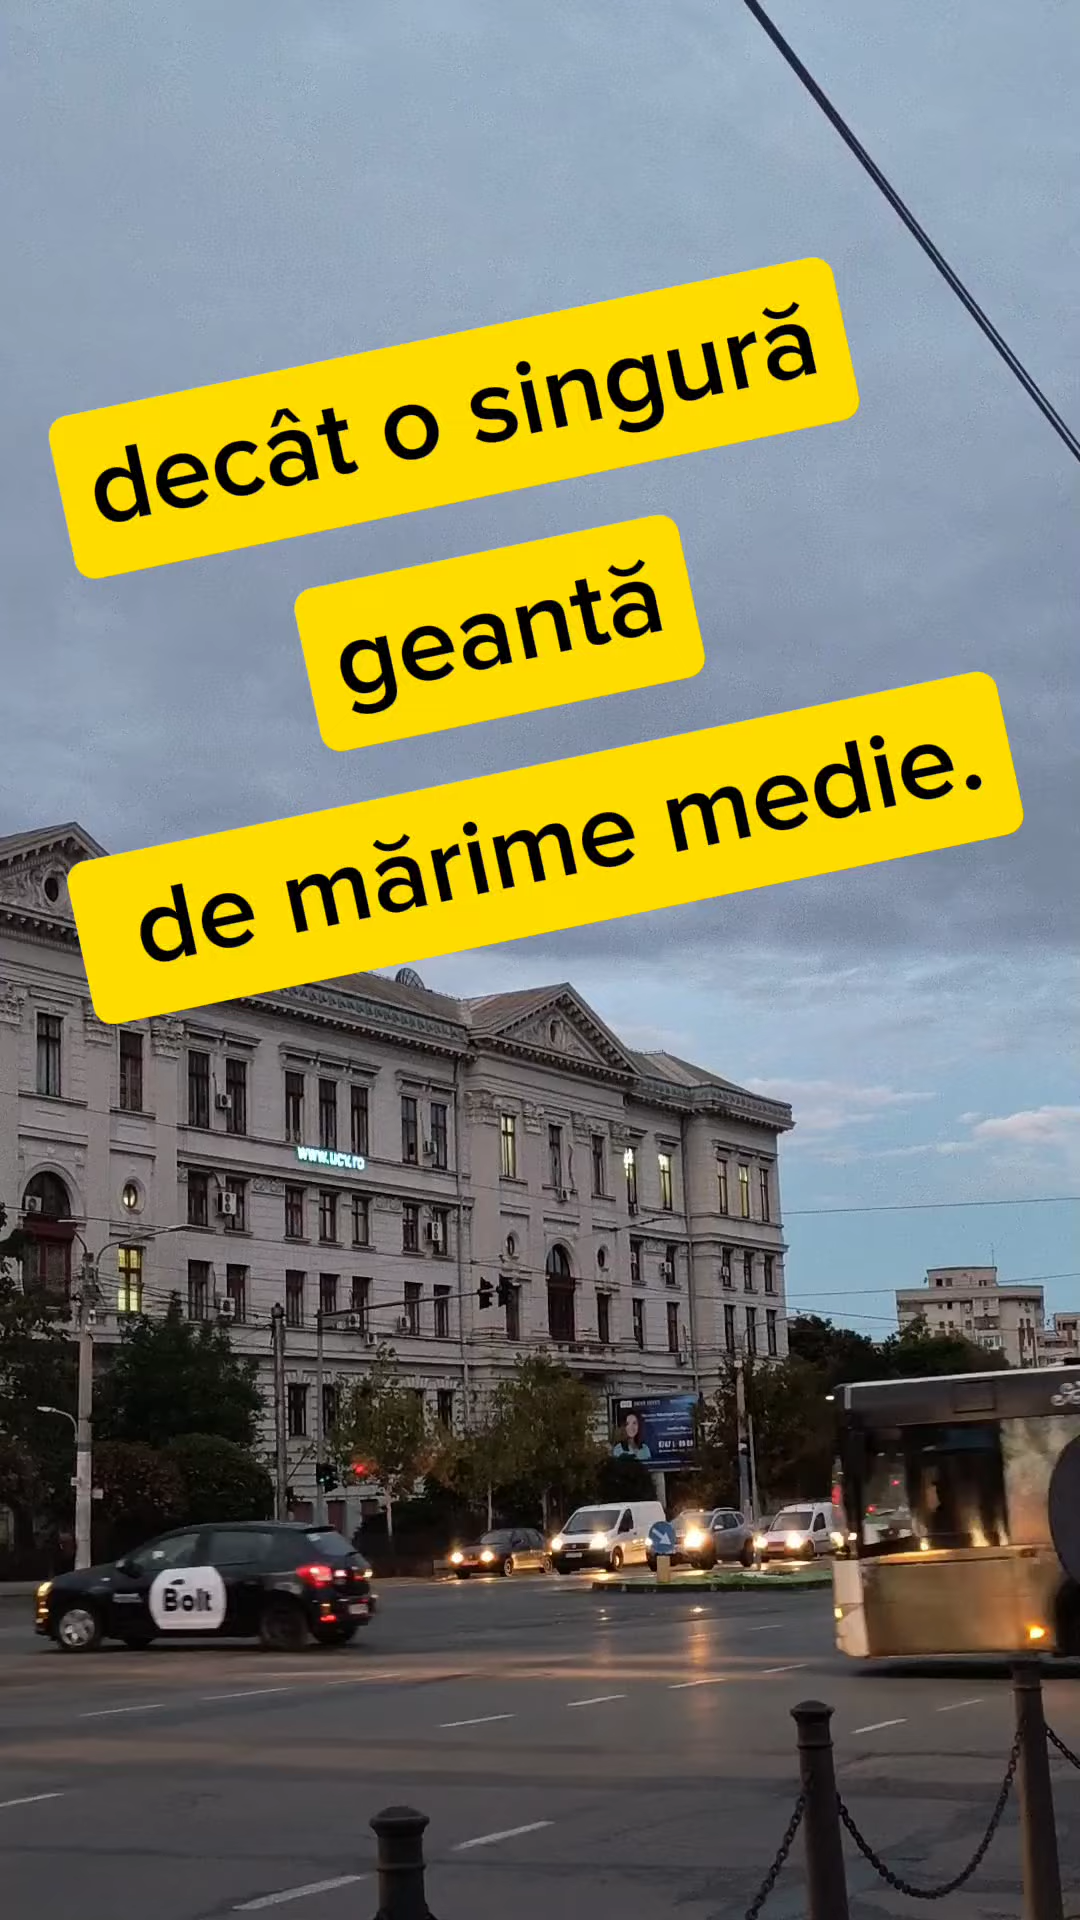 decât o singură
geantă
de mărime medie.
www.ucv.ro
Bolt